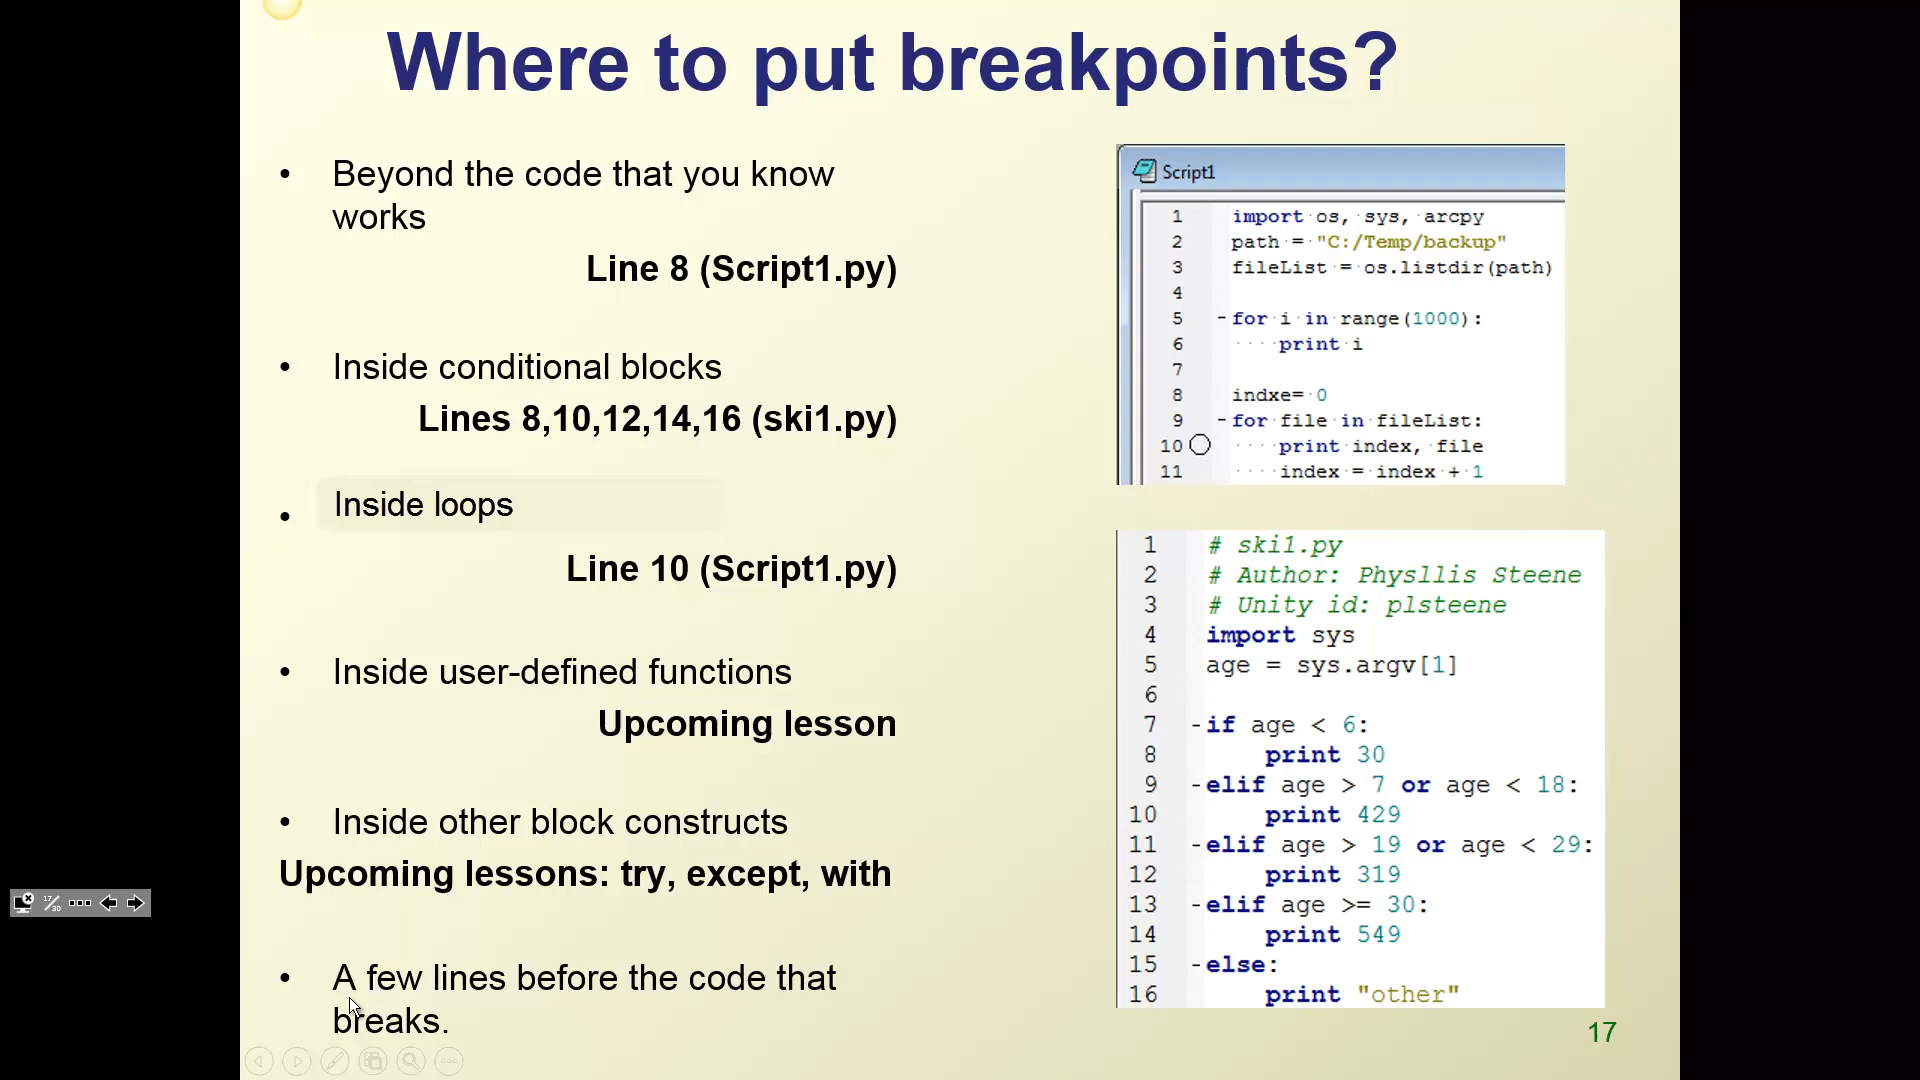 Where to put breakpoints?
• Beyond the code that you know
works
Line 8 (Script1.py)
• Inside conditional blocks
Lines 8,10,12,14,16 (ski1.py)
• Inside loops
Line 10 (Script1.py)
• Inside user-defined functions
Upcoming lesson
• Inside other block constructs
Upcoming lessons: try, except, with
• A few lines before the code that
breaks.
Script1
1 import os, sys, arcpy
2 path = "C:/Temp/backup"
3 fileList = os.listdir(path)
4
5 -for i in range(1000):
6 ····print i
7
8 indxe= 0
9 -for file in fileList:
10 ····print index, file
11 ····index = index + 1
1 # ski1.py
2 # Author: Physllis Steene
3 # Unity id: plsteene
4 import sys
5 age = sys.argv[1]
6
7 -if age < 6:
8 print 30
9 -elif age > 7 or age < 18:
10 print 429
11 -elif age > 19 or age < 29:
12 print 319
13 -elif age >= 30:
14 print 549
15 -else:
16 print "other"
17
17/30